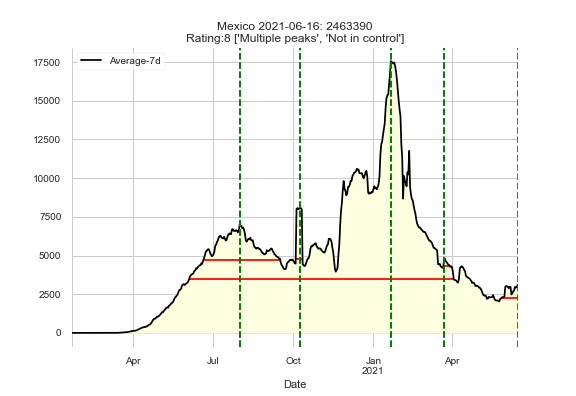 Mexico 2021-06-16: 2463390
Rating:8 ['Multiple peaks', 'Not in control']
Average-7d
17500
15000
12500
10000
7500
5000
2500
0
Apr
Jul
Oct
Jan
2021
Apr
Date